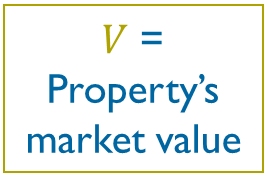 V =
Property's
market value